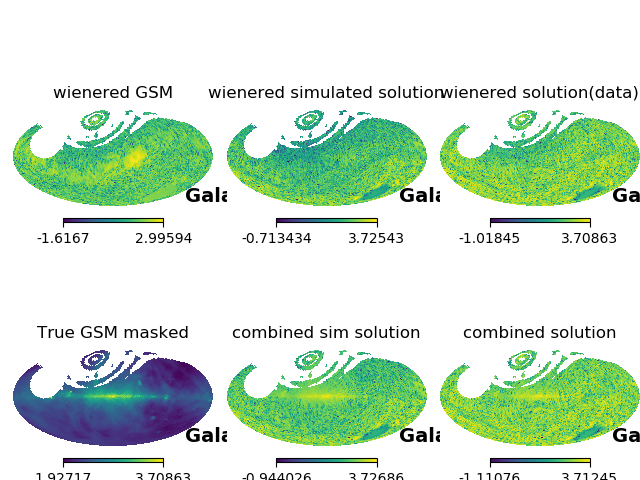 wienered GSM
wienered simulated solution
wienered solution(data)
Gala
Gala
Ga
-1.6167
2.99594
-0.713434
3.72543
-1.01845
3.70863
True GSM masked
combined sim solution
combined solution
Gala
Gala
Ga
1.92717
3.70863
-0.944026
3.72686
-1.11076
3.71245